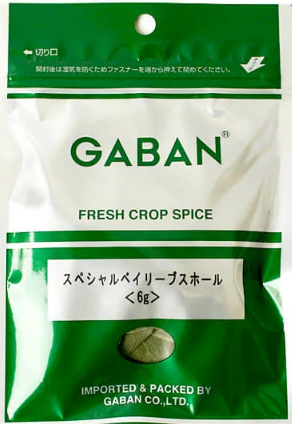 ←切り口
開封後は湿気を防ぐためファスナーを端から押えて閉めてください。
GABAN®
FRESH CROP SPICE
スペシャルベイリーブスホール
<6g>
IMPORTED & PACKED BY
GABAN CO.,LTD.